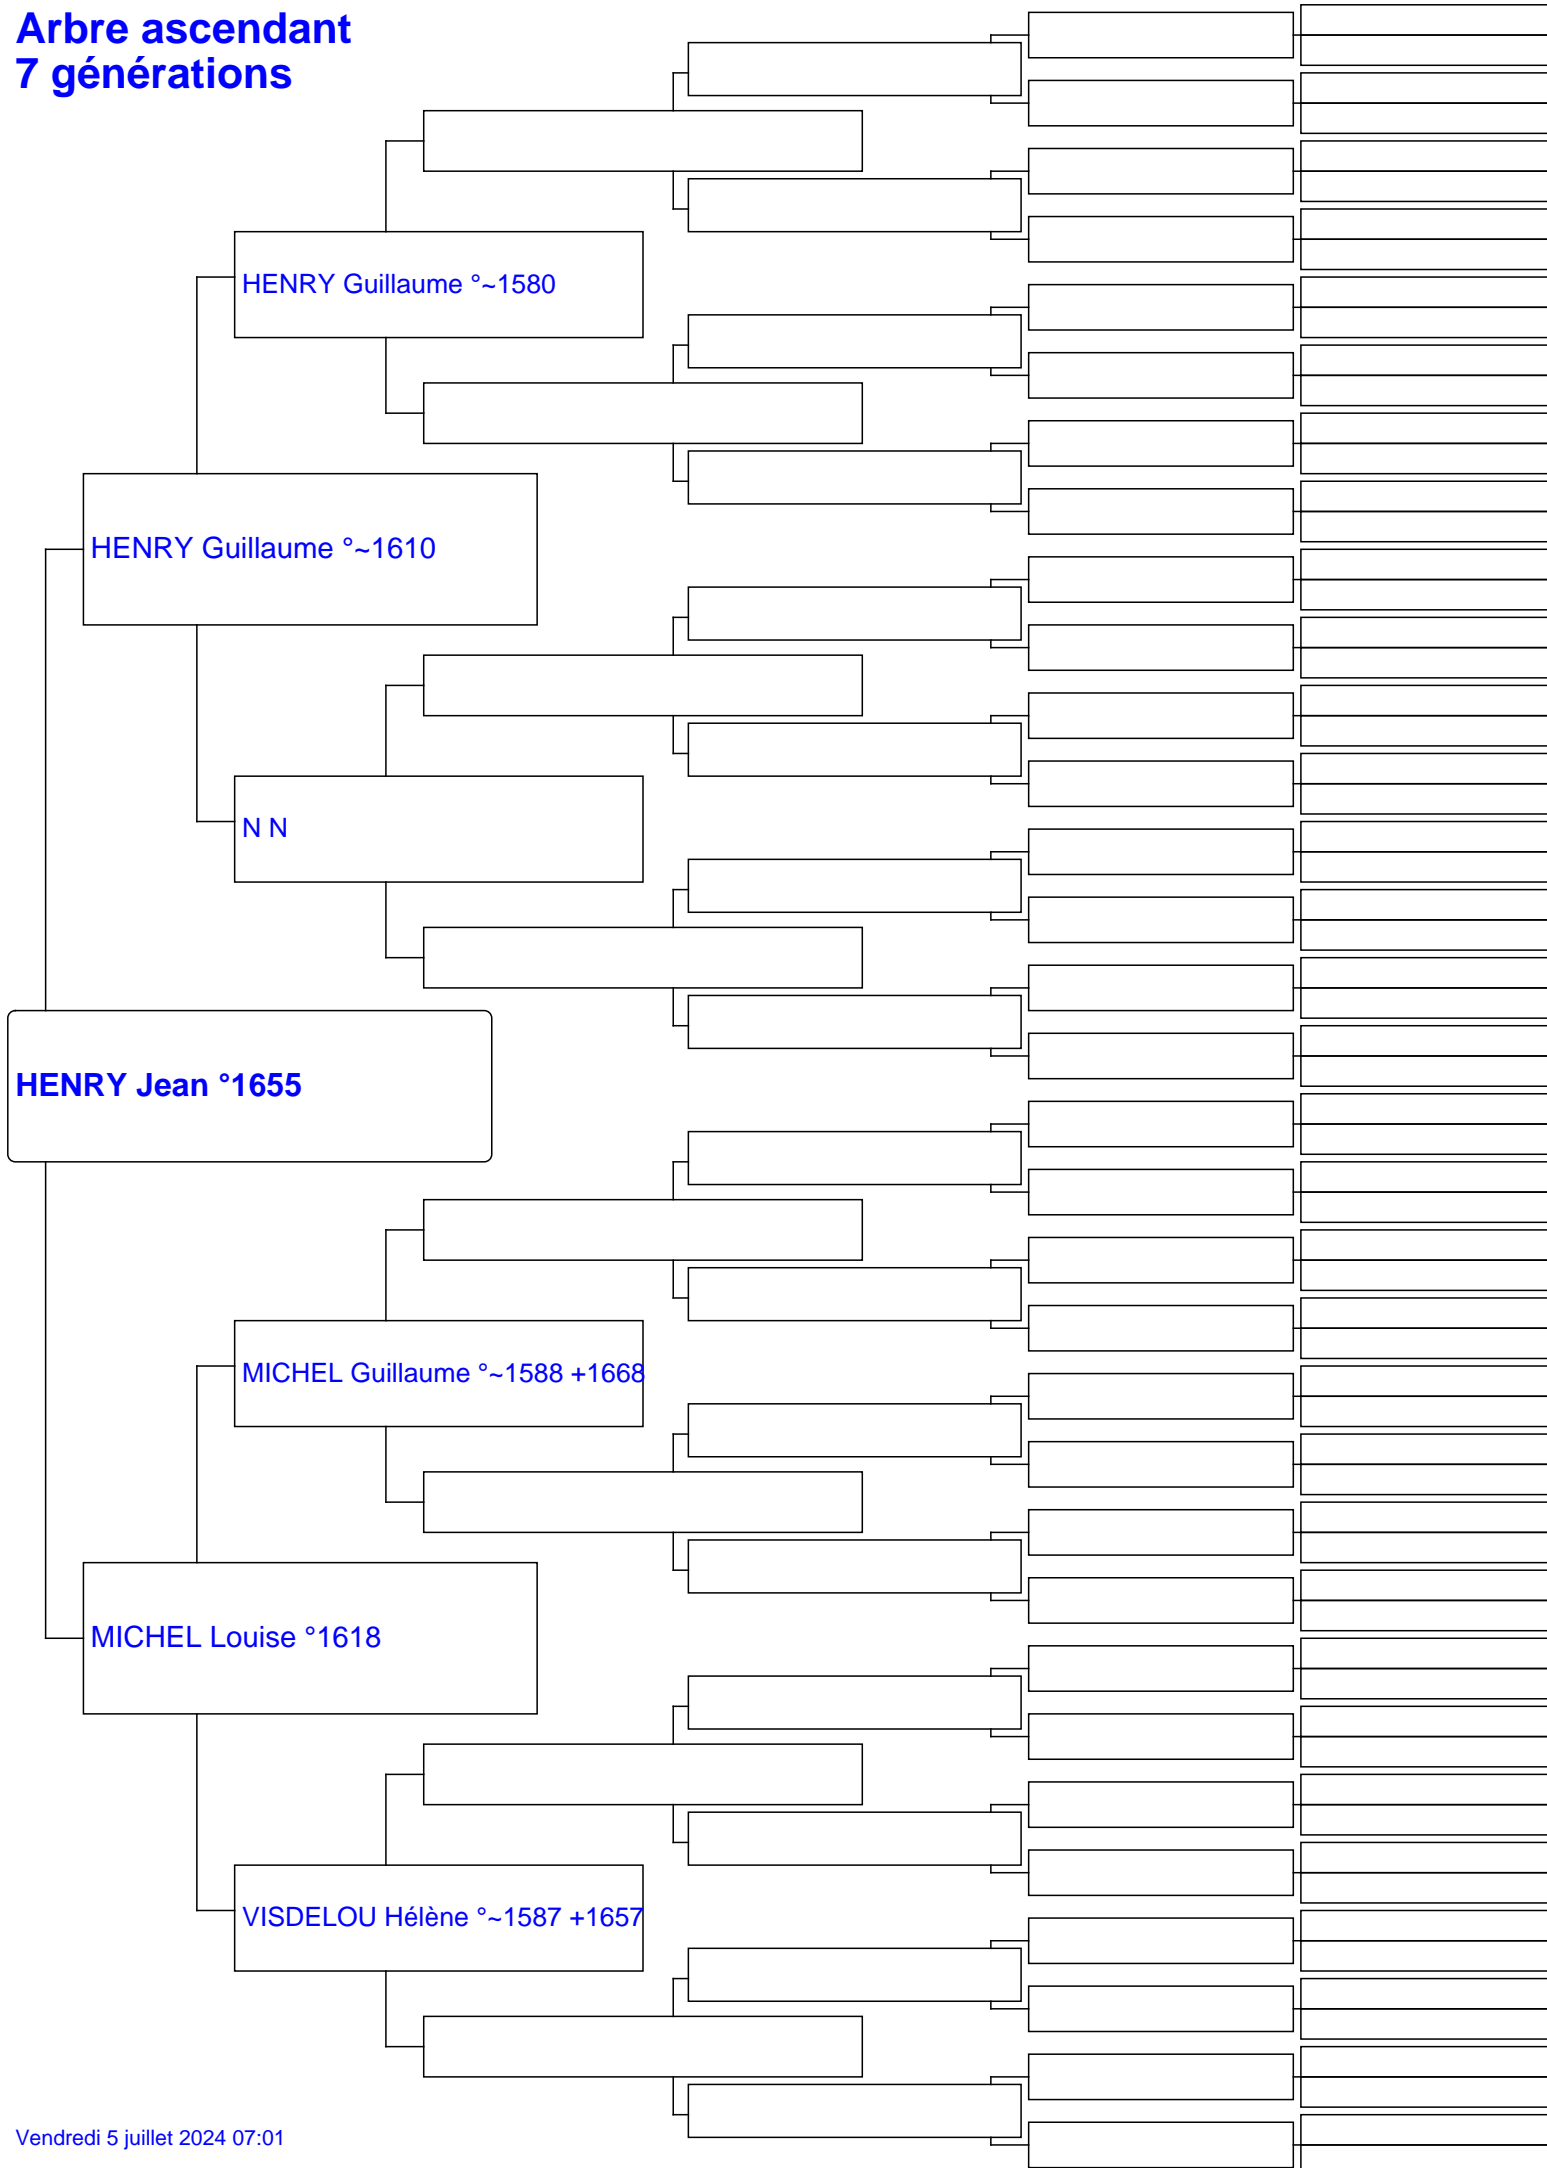 Arbre ascendant
7 générations
HENRY Guillaume °~1580
HENRY Guillaume °~1610
N N
HENRY Jean °1655
MICHEL Guillaume °~1588 +1668
MICHEL Louise °1618
VISDELOU Hélène °~1587 +1657
Vendredi 5 juillet 2024 07:01